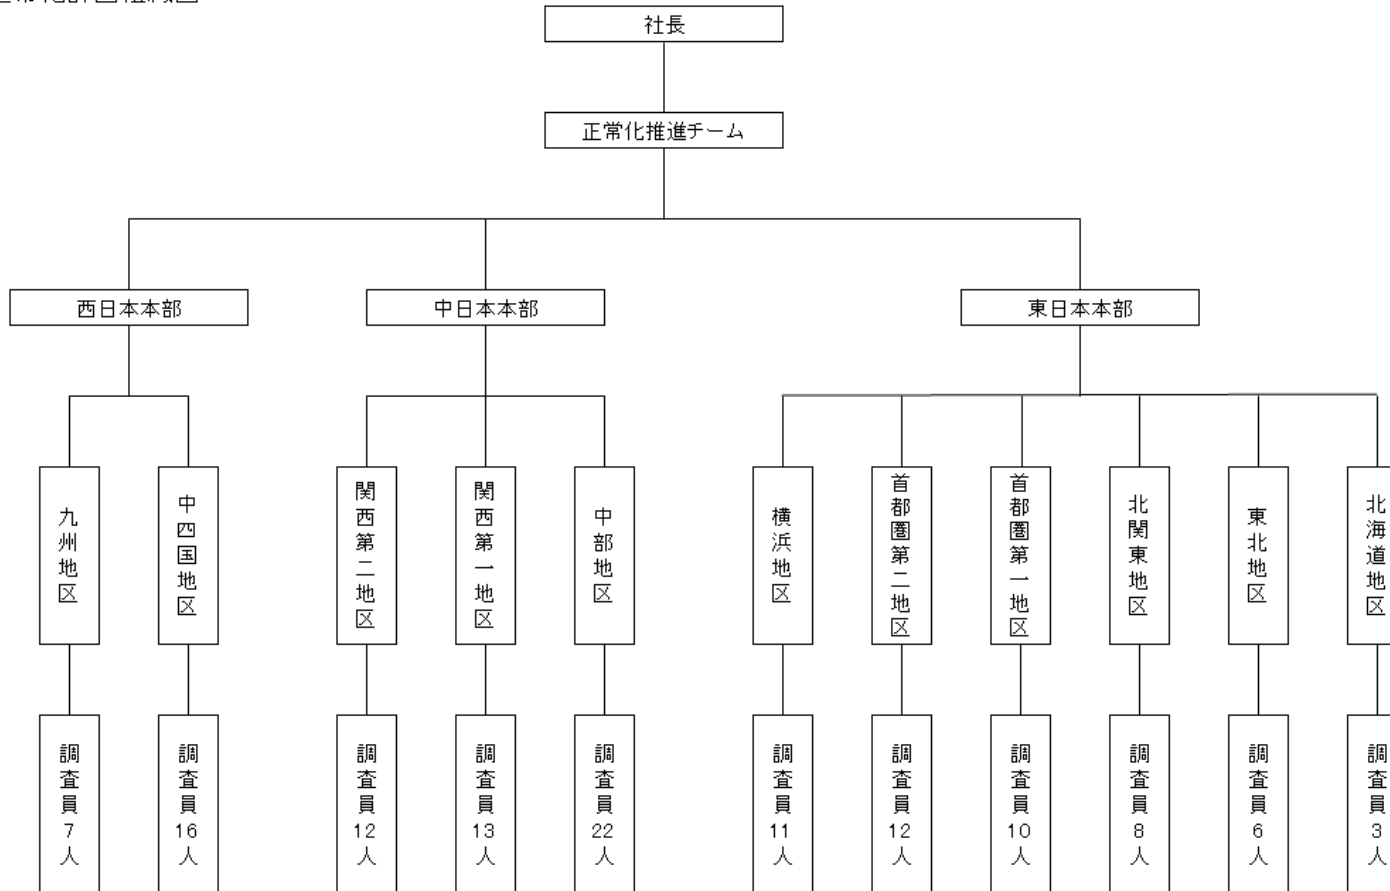 社長
正常化推進チーム
西日本本部
中日本本部
東日本本部
九州地区
中四国地区
関西第二地区
関西第一地区
中部地区
横浜地区
首都圏第二地区
首都圏第一地区
北関東地区
東北地区
北海道地区
調査員7人
調査員16人
調査員12人
調査員13人
調査員22人
調査員11人
調査員12人
調査員10人
調査員8人
調査員6人
調査員3人